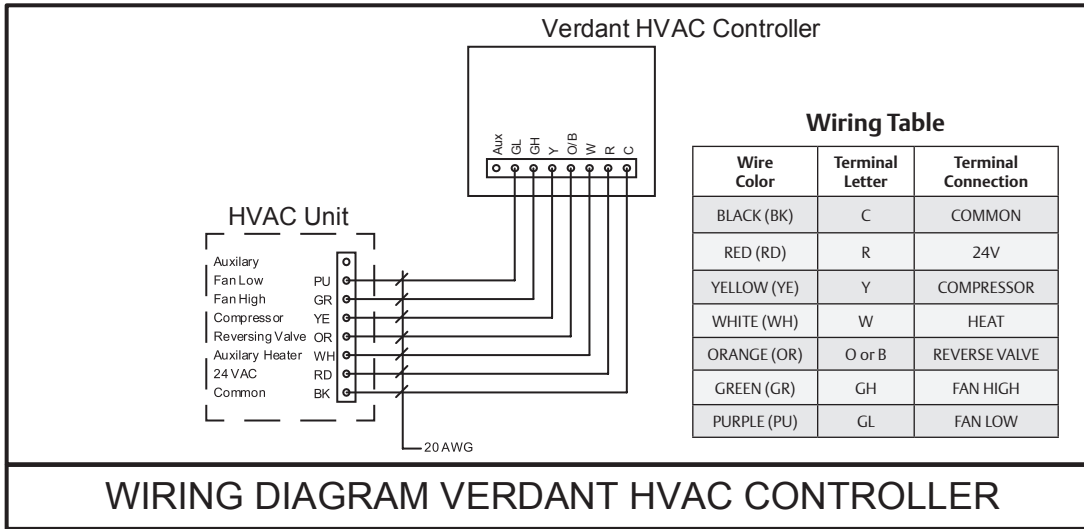 Verdant HVAC Controller
Aux GL GH Y O/B W R C
HVAC Unit
Auxilary
Fan Low PU
Fan High GR
Compressor YE
Reversing Valve OR
Auxilary Heater WH
24 VAC RD
Common BK
20 AWG
Wiring Table
Wire Color Terminal Letter Terminal Connection
BLACK (BK) C COMMON
RED (RD) R 24V
YELLOW (YE) Y COMPRESSOR
WHITE (WH) W HEAT
ORANGE (OR) O or B REVERSE VALVE
GREEN (GR) GH FAN HIGH
PURPLE (PU) GL FAN LOW
WIRING DIAGRAM VERDANT HVAC CONTROLLER